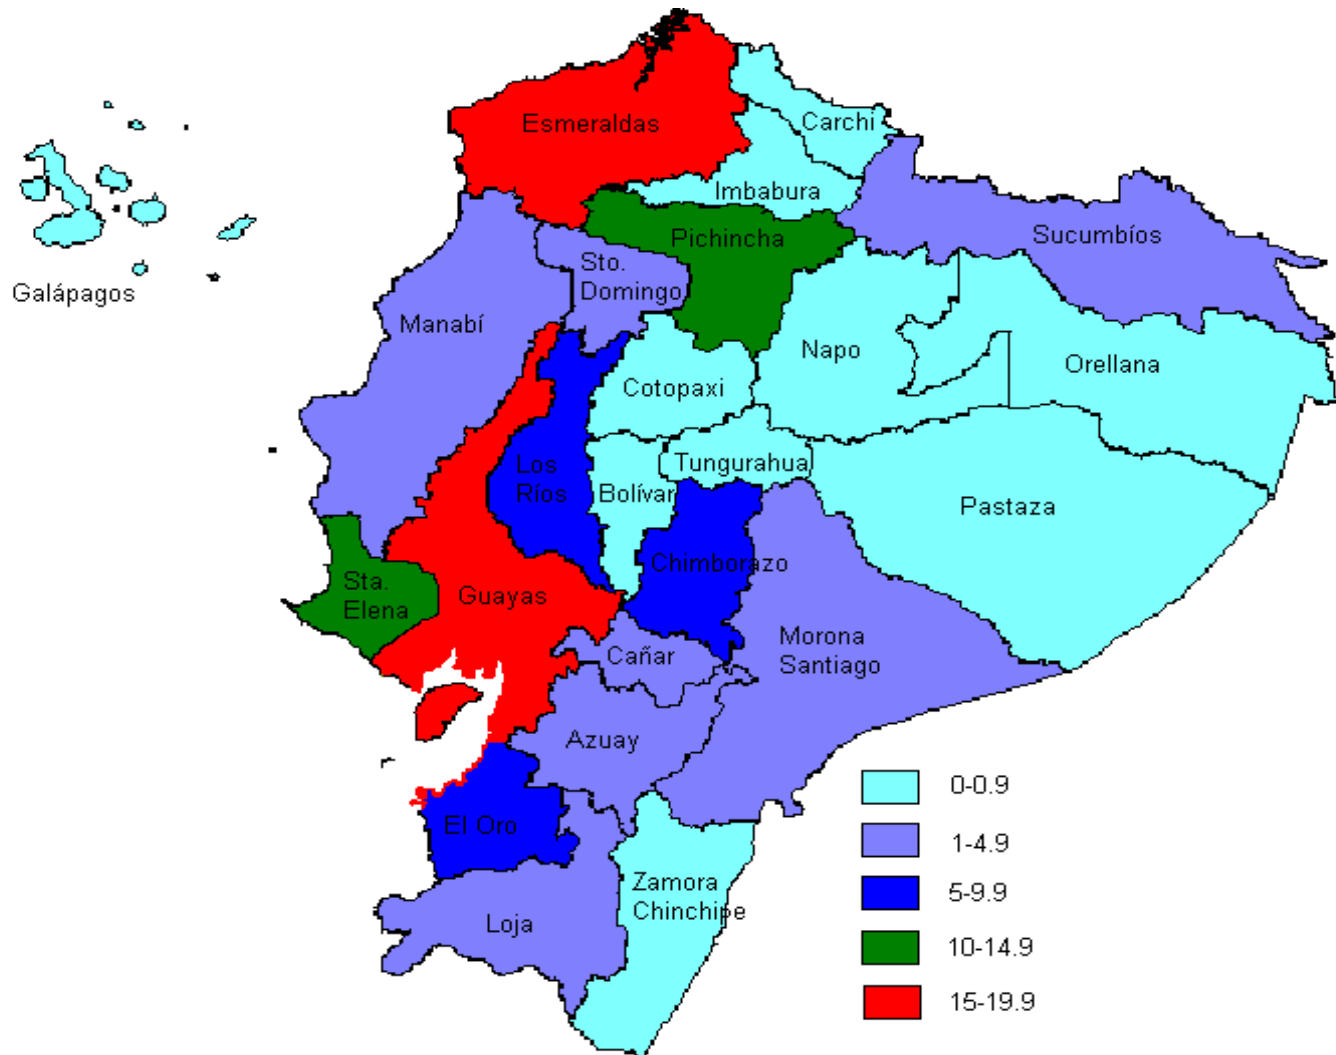 Esmeraldas
Carchi
Imbabura
Pichincha
Sucumbíos
Sto.
Domingo
Galápagos
Manabí
Napo
Orellana
Cotopaxi
Los
Ríos
Tungurahua
Bolívar
Pastaza
Chimborazo
Sta.
Elena
Guayas
Morona
Santiago
Cañar
Azuay
El Oro
Zamora
Chinchipe
Loja
0-0.9
1-4.9
5-9.9
10-14.9
15-19.9